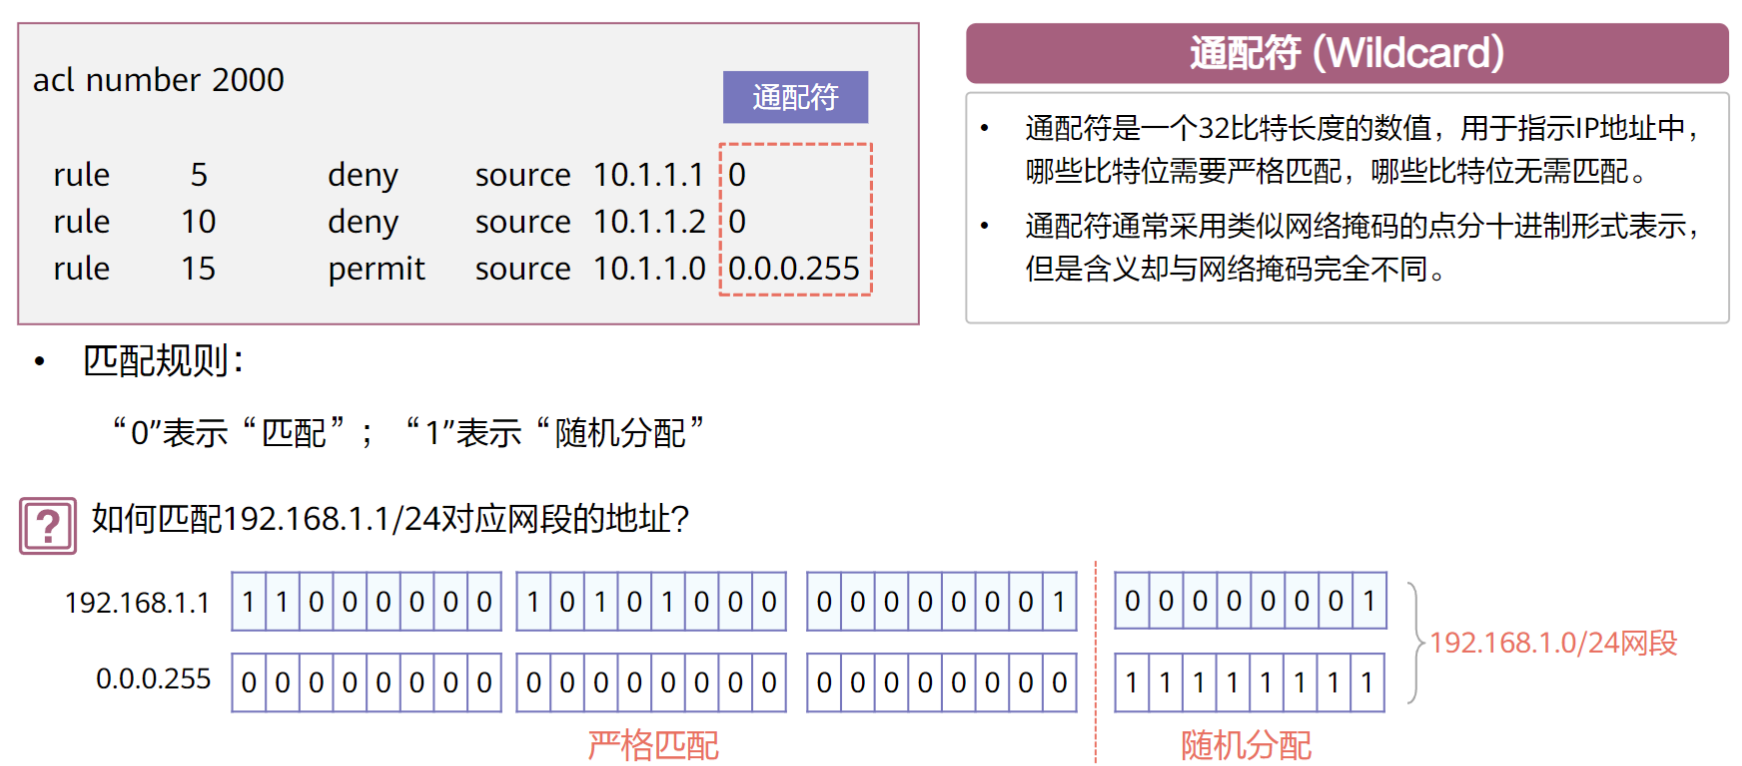 acl number 2000
通配符
rule 5 deny source 10.1.1.1 0
rule 10 deny source 10.1.1.2 0
rule 15 permit source 10.1.1.0 0.0.0.255
通配符 (Wildcard)
• 通配符是一个32比特长度的数值，用于指示IP地址中，
哪些比特位需要严格匹配，哪些比特位无需匹配。
• 通配符通常采用类似网络掩码的点分十进制形式表示，
但是含义却与网络掩码完全不同。
• 匹配规则：
“0”表示“匹配”；“1”表示“随机分配”
? 如何匹配192.168.1.1/24对应网段的地址？
192.168.1.1 1 1 0 0 0 0 0 0 1 0 1 0 1 0 0 0 0 0 0 0 0 0 0 1 0 0 0 0 0 0 0 1
192.168.1.0/24网段
0.0.0.255 0 0 0 0 0 0 0 0 0 0 0 0 0 0 0 0 0 0 0 0 0 0 0 0 1 1 1 1 1 1 1 1
严格匹配 随机分配